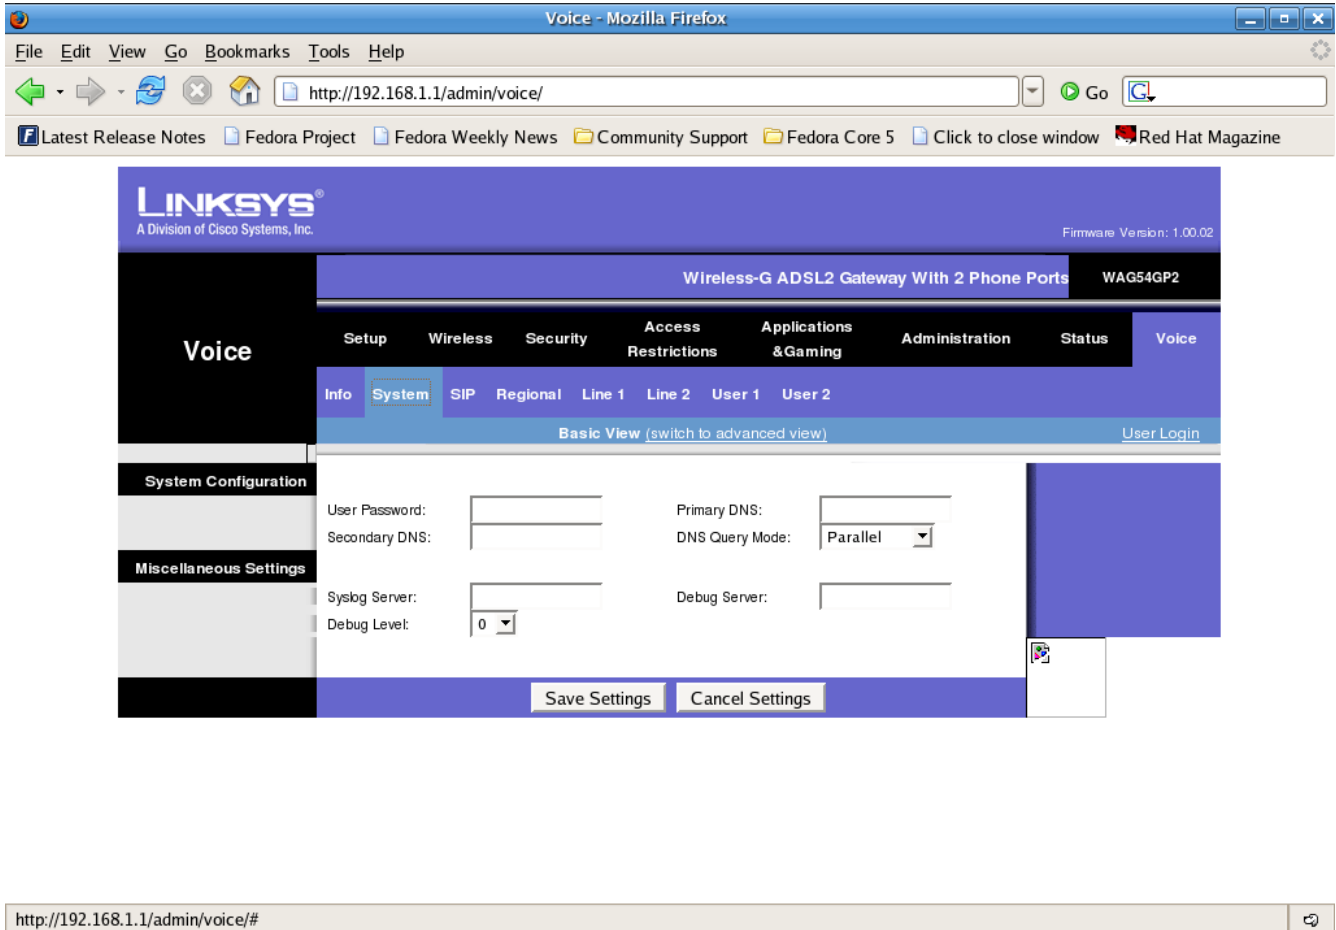 Voice - Mozilla Firefox
File Edit View Go Bookmarks Tools Help
http://192.168.1.1/admin/voice/ Go G
Latest Release Notes Fedora Project Fedora Weekly News Community Support Fedora Core 5 Click to close window Red Hat Magazine
LINKSYS®
A Division of Cisco Systems, Inc.
Firmware Version: 1.00.02
Wireless-G ADSL2 Gateway With 2 Phone Ports WAG54GP2
Voice
Setup Wireless Security Access Restrictions Applications &Gaming Administration Status Voice
Info System SIP Regional Line 1 Line 2 User 1 User 2
Basic View (switch to advanced view) User Login
System Configuration
User Password: Primary DNS:
Secondary DNS: DNS Query Mode: Parallel
Miscellaneous Settings
Syslog Server: Debug Server:
Debug Level: 0
Save Settings Cancel Settings
http://192.168.1.1/admin/voice/#